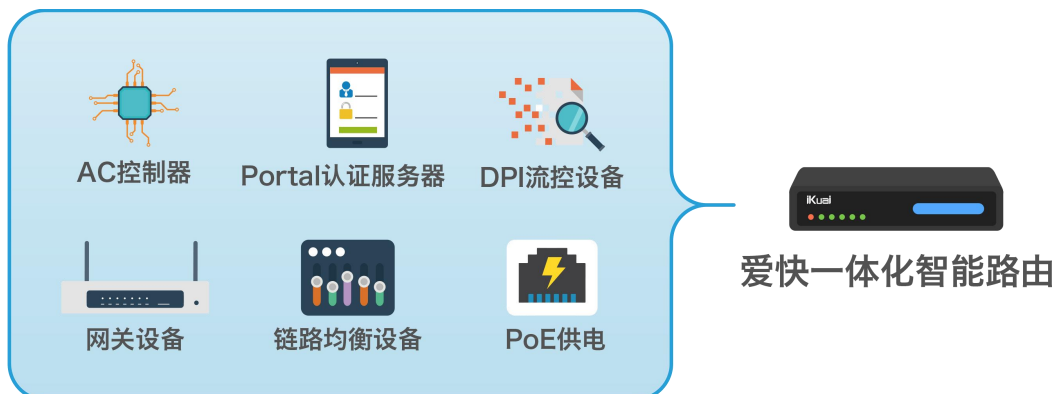 AC控制器
Portal认证服务器
DPI流控设备
iKuai
网关设备
链路均衡设备
PoE供电
爱快一体化智能路由